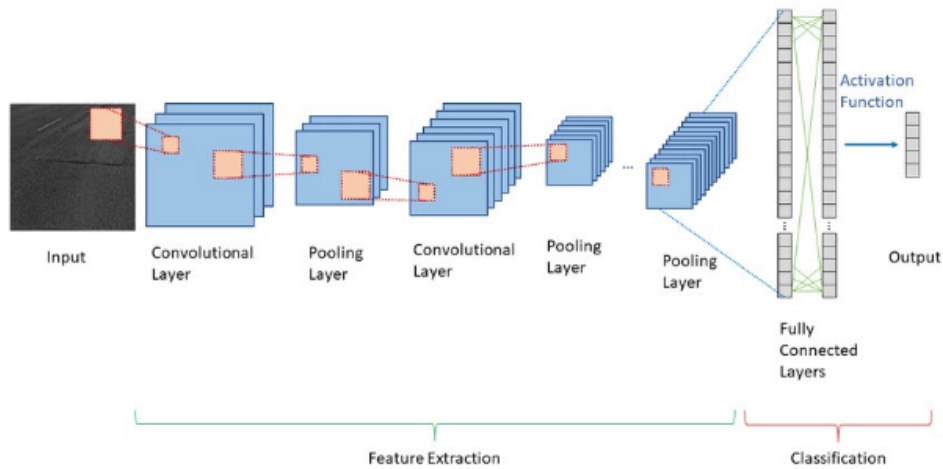 Activation
Function
Input
Convolutional
Layer
Pooling
Layer
Convolutional
Layer
Pooling
Layer
...
Pooling
Layer
Output
Fully
Connected
Layers
Feature Extraction
Classification